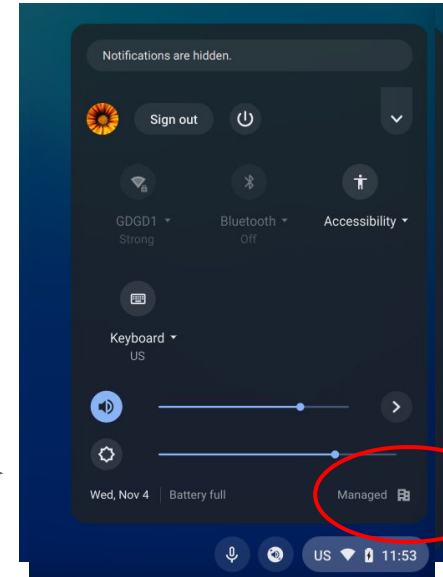 Notifications are hidden.
Sign out
GDGD1
Strong
Bluetooth
Off
Accessibility
Keyboard
US
Wed, Nov 4
Battery full
Managed
US
11:53